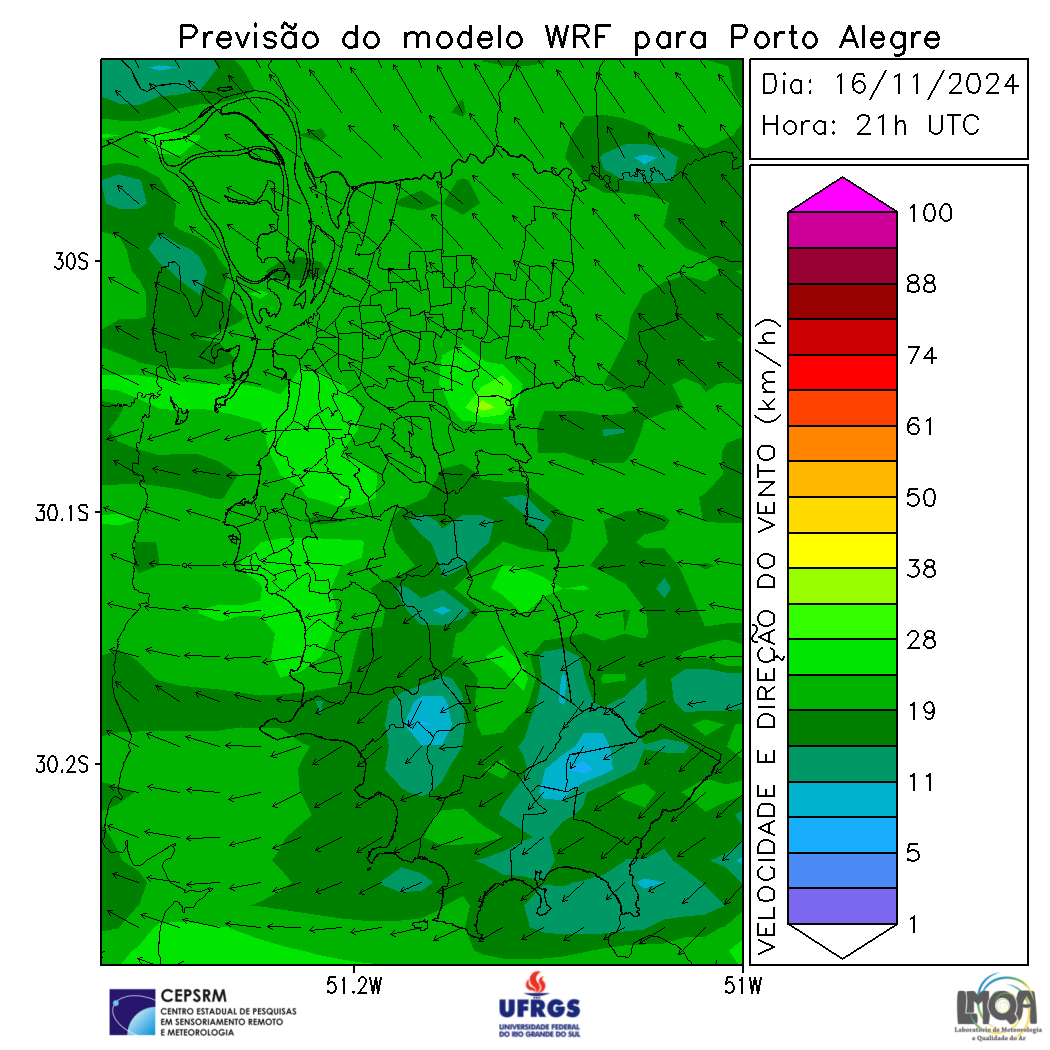 Previsão do modelo WRF para Porto Alegre
Dia: 16/11/2024
Hora: 21h UTC
30S
30.1S
30.2S
51.2W
51W
VELOCIDADE E DIREÇÃO DO VENTO (km/h)
100
88
74
61
50
38
28
19
11
5
1
CEPSRM
CENTRO ESTADUAL DE PESQUISAS
EM SENSORIAMENTO REMOTO
E METEOROLOGIA
UFRGS
UNIVERSIDADE FEDERAL
DO RIO GRANDE DO SUL
LMQA
Laboratório de Meteorologia
e Qualidade do Ar